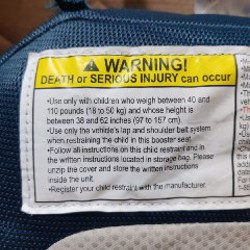 ⚠ WARNING!
DEATH or SERIOUS INJURY can occur
•Use only with children who weigh between 40 and
110 pounds (18 to 50 kg) and whose height is
between 38 and 62 inches (97 to 157 cm)
•Use only the vehicle's lap and shoulder belt system
when restraining the child in this booster seat.
•Follow all instructions on this child restraint and in
the written instructions located in storage bag. Please
unzip the cover and store the written instructions
inside the unit.
•Register your child restraint with the manufacturer.